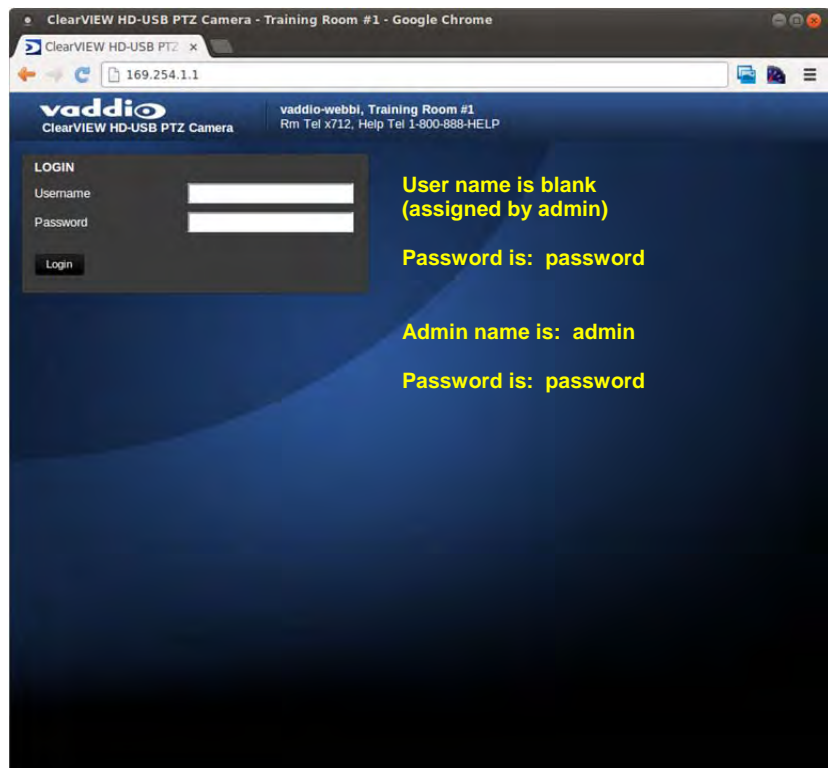 ClearVIEW HD-USB PTZ Camera - Training Room #1 - Google Chrome
ClearVIEW HD-USB PTZ
169.254.1.1
vaddio
ClearVIEW HD-USB PTZ Camera
vaddio-webbi, Training Room #1
Rm Tel x712, Help Tel 1-800-888-HELP
LOGIN
Username
Password
Login
User name is blank
(assigned by admin)
Password is: password
Admin name is: admin
Password is: password